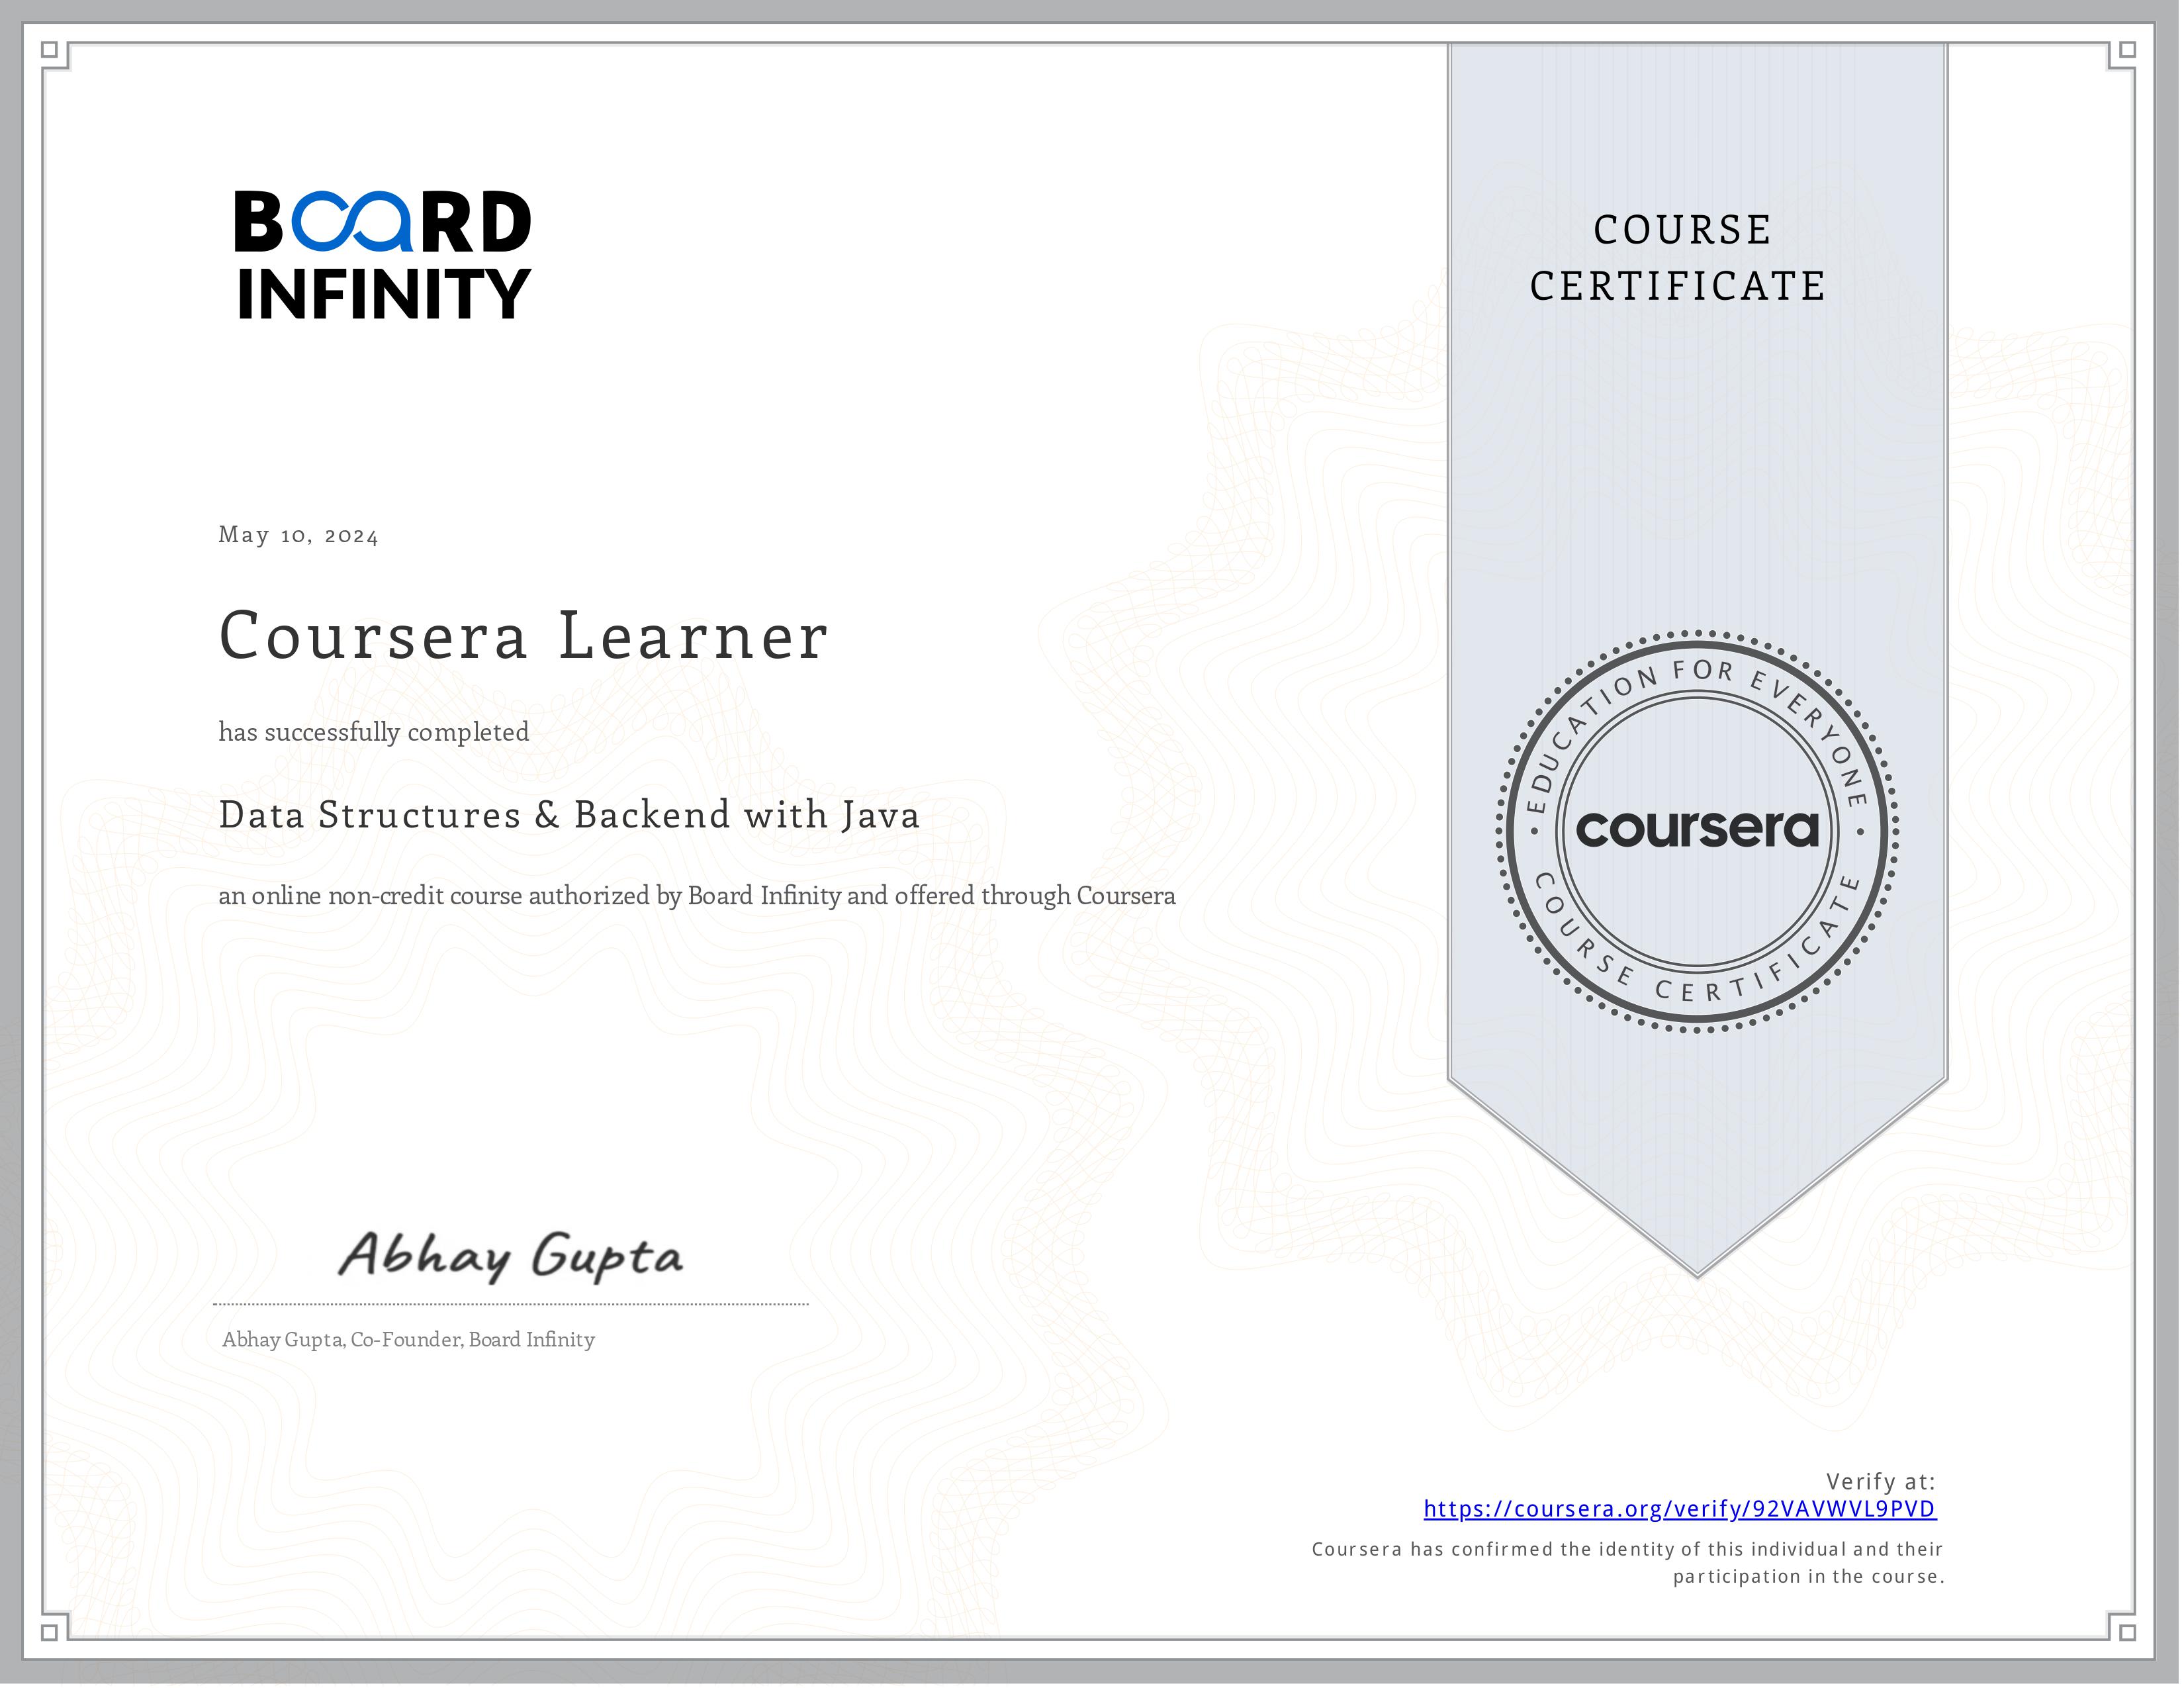 BOARD
INFINITY
COURSE
CERTIFICATE
May 10, 2024
Coursera Learner
has successfully completed
Data Structures & Backend with Java
an online non-credit course authorized by Board Infinity and offered through Coursera
EDUCATION FOR EVERYONE
coursera
COURSE CERTIFICATE
Abhay Gupta
Abhay Gupta, Co-Founder, Board Infinity
Verify at:
https://coursera.org/verify/92VAVWVL9PVD
Coursera has confirmed the identity of this individual and their
participation in the course.